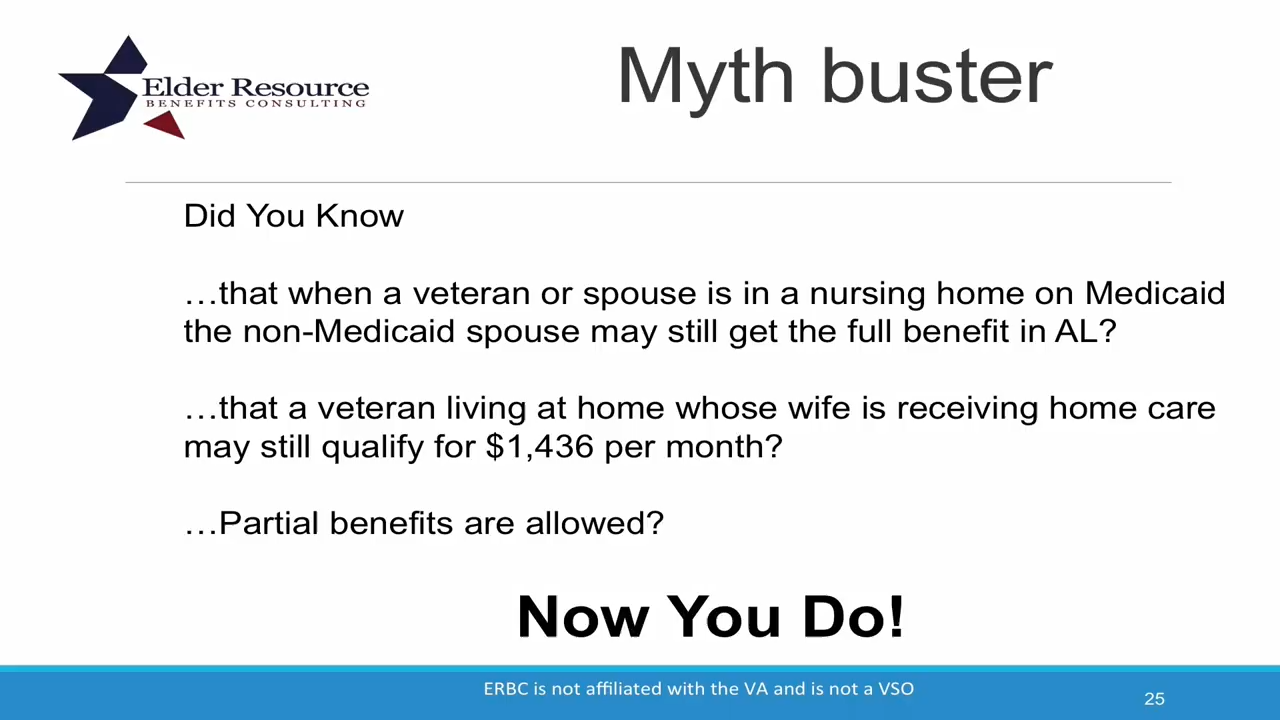 Elder Resource
BENEFITS CONSULTING
Myth buster
Did You Know
…that when a veteran or spouse is in a nursing home on Medicaid
the non-Medicaid spouse may still get the full benefit in AL?
…that a veteran living at home whose wife is receiving home care
may still qualify for $1,436 per month?
…Partial benefits are allowed?
Now You Do!
ERBC is not affiliated with the VA and is not a VSO
25